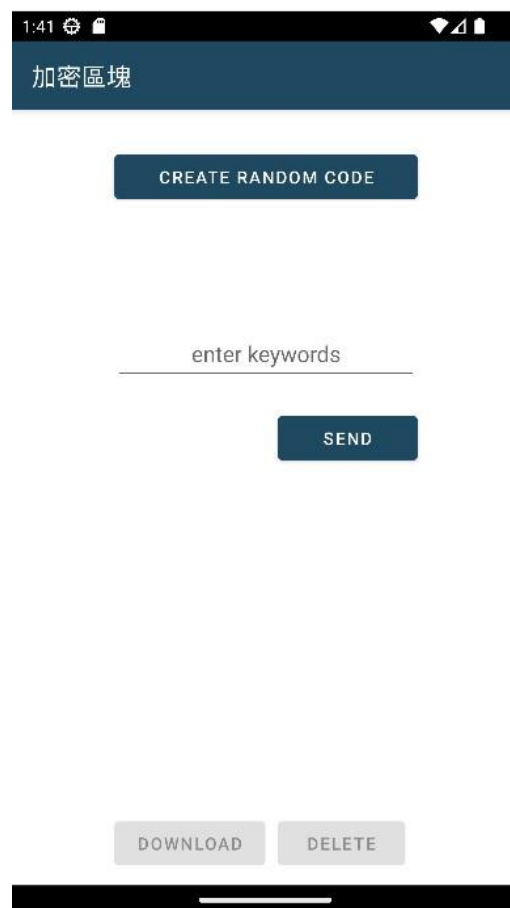 1:41
加密區塊
CREATE RANDOM CODE
enter keywords
SEND
DOWNLOAD DELETE